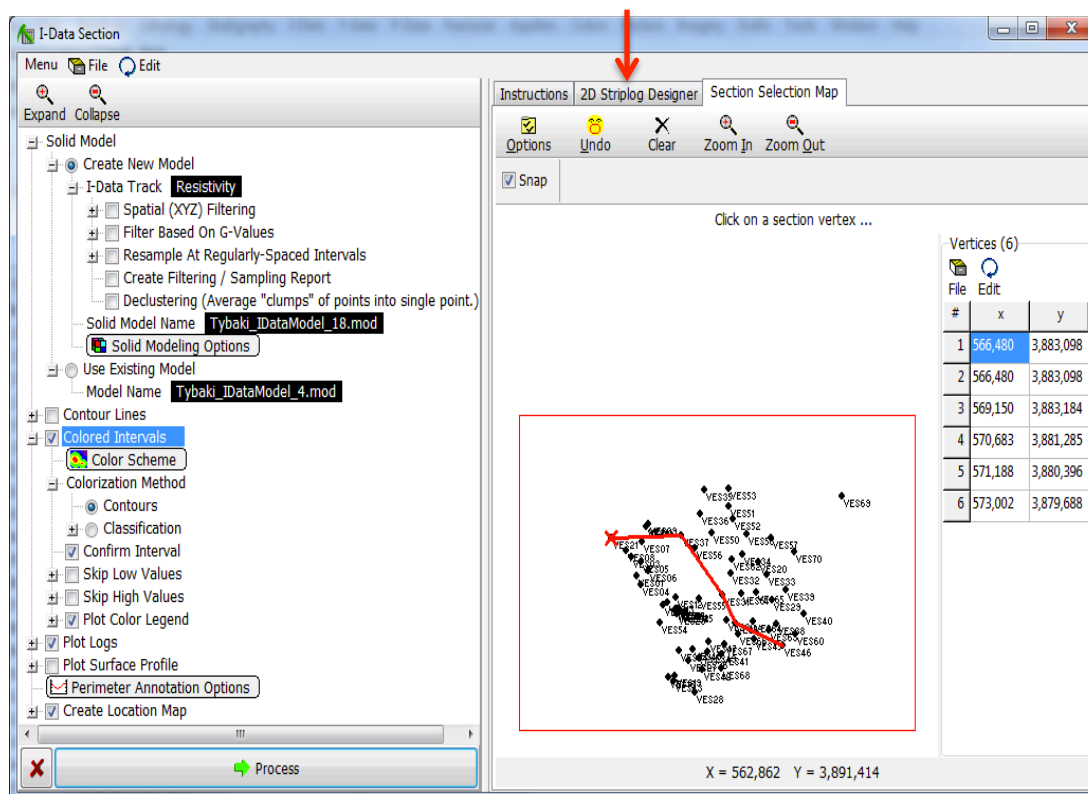 I-Data Section
Menu File Edit
Expand Collapse
Solid Model
Create New Model
I-Data Track Resistivity
Spatial (XYZ) Filtering
Filter Based On G-Values
Resample At Regularly-Spaced Intervals
Create Filtering / Sampling Report
Declustering (Average "clumps" of points into single point.)
Solid Model Name Tybaki_IDataModel_18.mod
Solid Modeling Options
Use Existing Model
Model Name Tybaki_IDataModel_4.mod
Contour Lines
Colored Intervals
Color Scheme
Colorization Method
Contours
Classification
Confirm Interval
Skip Low Values
Skip High Values
Plot Color Legend
Plot Logs
Plot Surface Profile
Perimeter Annotation Options
Create Location Map
Process
Instructions 2D Striplog Designer Section Selection Map
Options Undo Clear Zoom In Zoom Out
Snap
Click on a section vertex ...
VES53
VES69
VES51
VES36 VES52
VES50
VES57
VES21 VES07 VES37
VES56 VES70
VES05 VES20
VES06 VES32 VES33
VES01
VES04 VES39
VES29
VES40
VES54
VES60
VES67 VES46
VES41
VES68
VES28
X = 562,862 Y = 3,891,414
Vertices (6)
File Edit
# x y
1 566,480 3,883,098
2 566,480 3,883,098
3 569,150 3,883,184
4 570,683 3,881,285
5 571,188 3,880,396
6 573,002 3,879,688